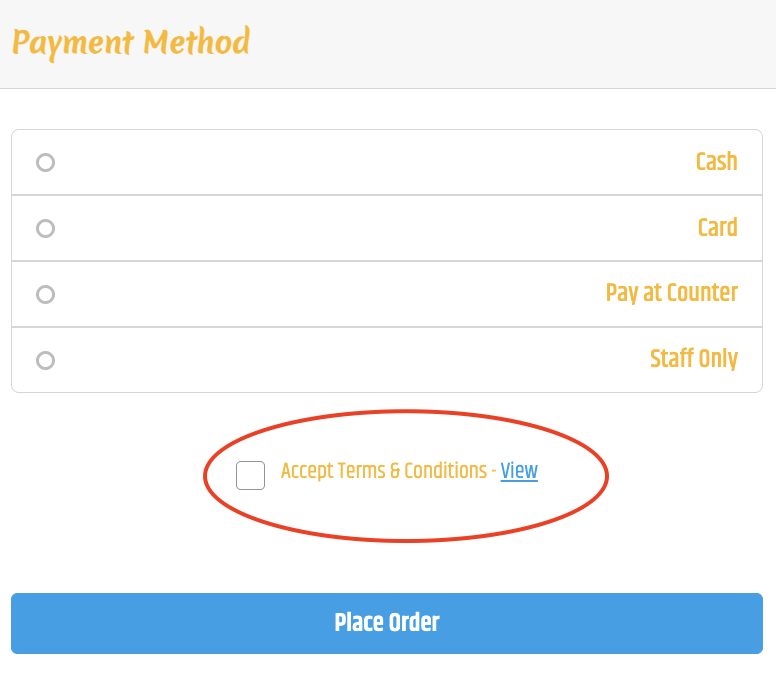 Payment Method
Cash
Card
Pay at Counter
Staff Only
Accept Terms & Conditions - View
Place Order